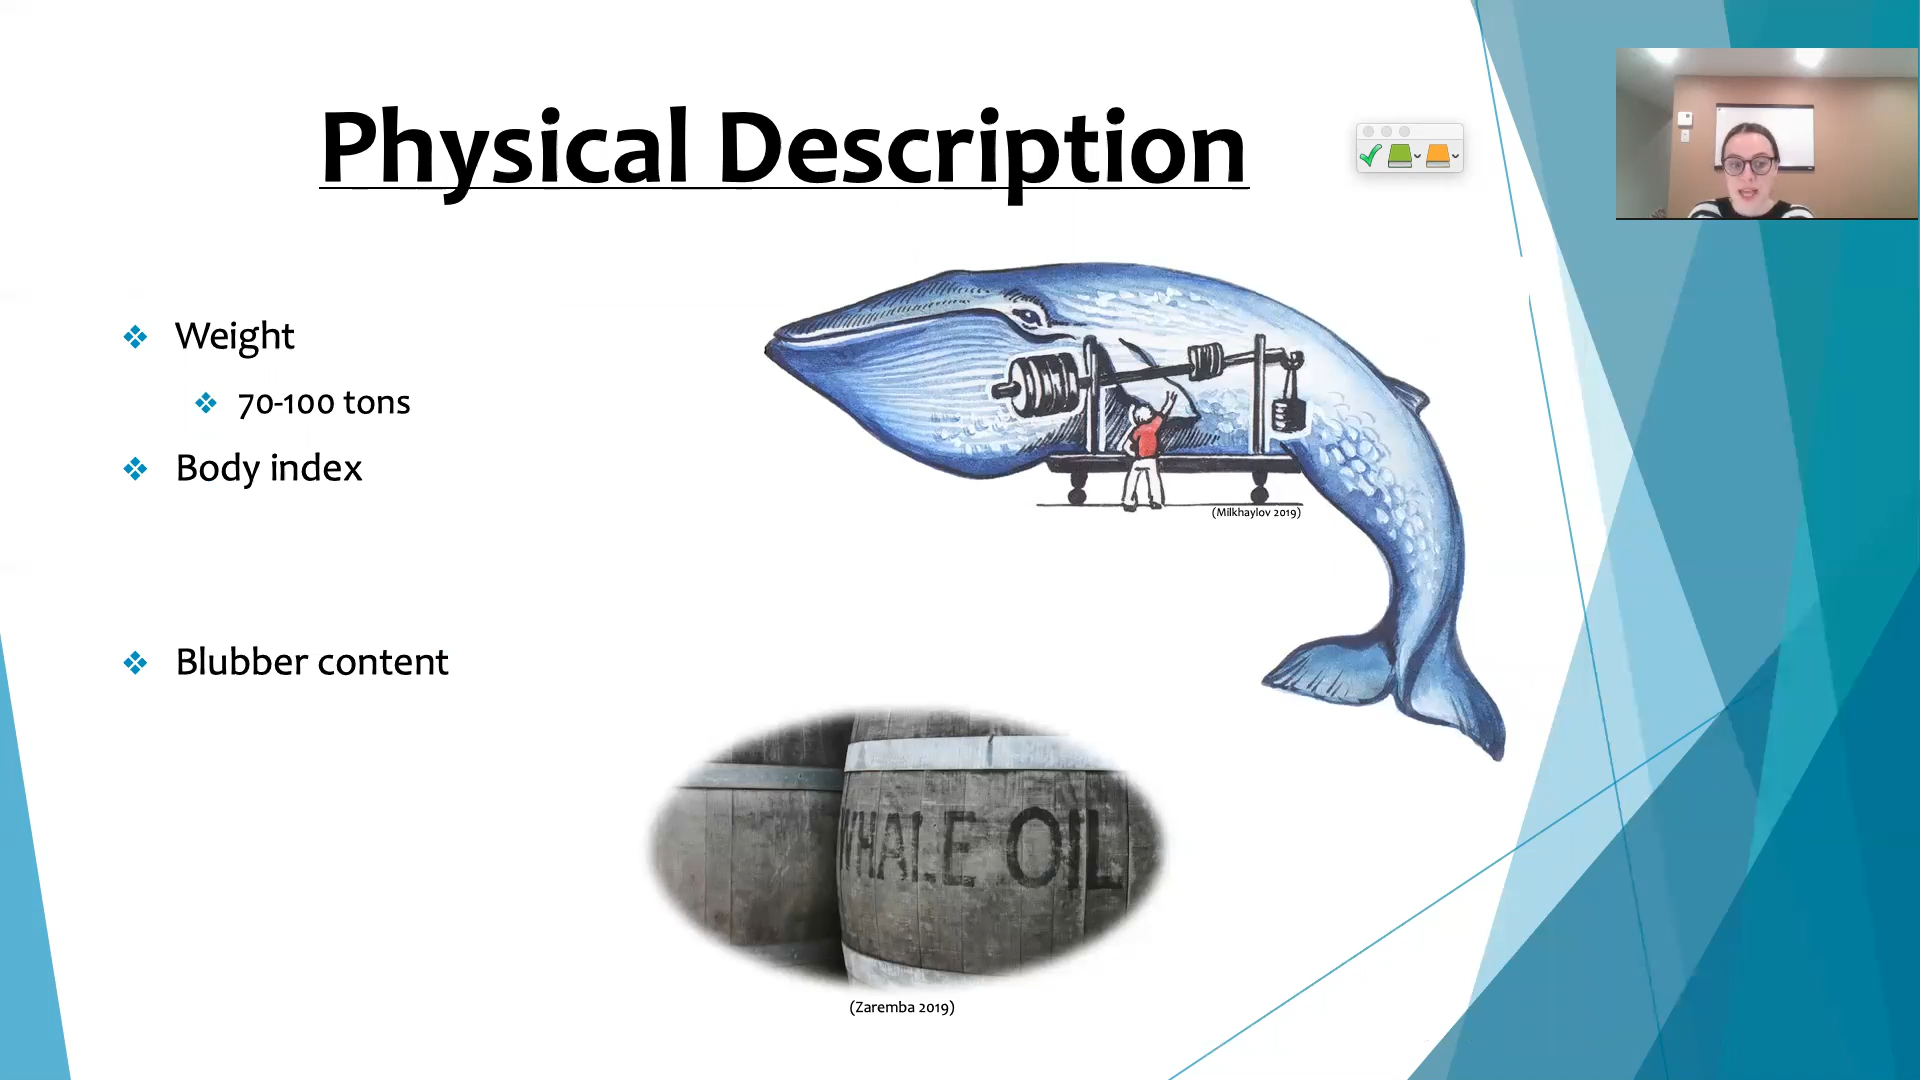 Physical Description
Weight
70-100 tons
Body index
(Milkhaylov 2019)
Blubber content
WHALE OIL
(Zaremba 2019)